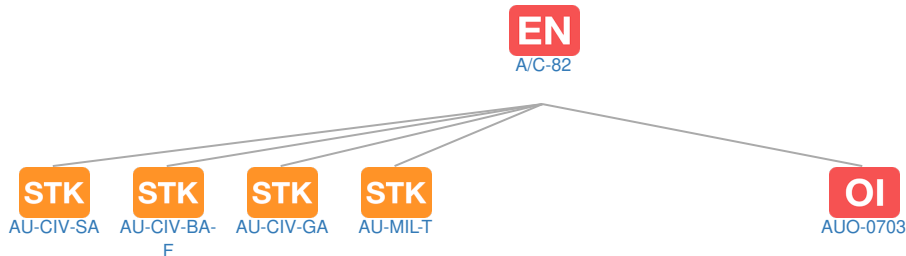 EN
A/C-82
STK STK STK STK OI
AU-CIV-SA AU-CIV-BA- AU-CIV-GA AU-MIL-T AUO-0703
F